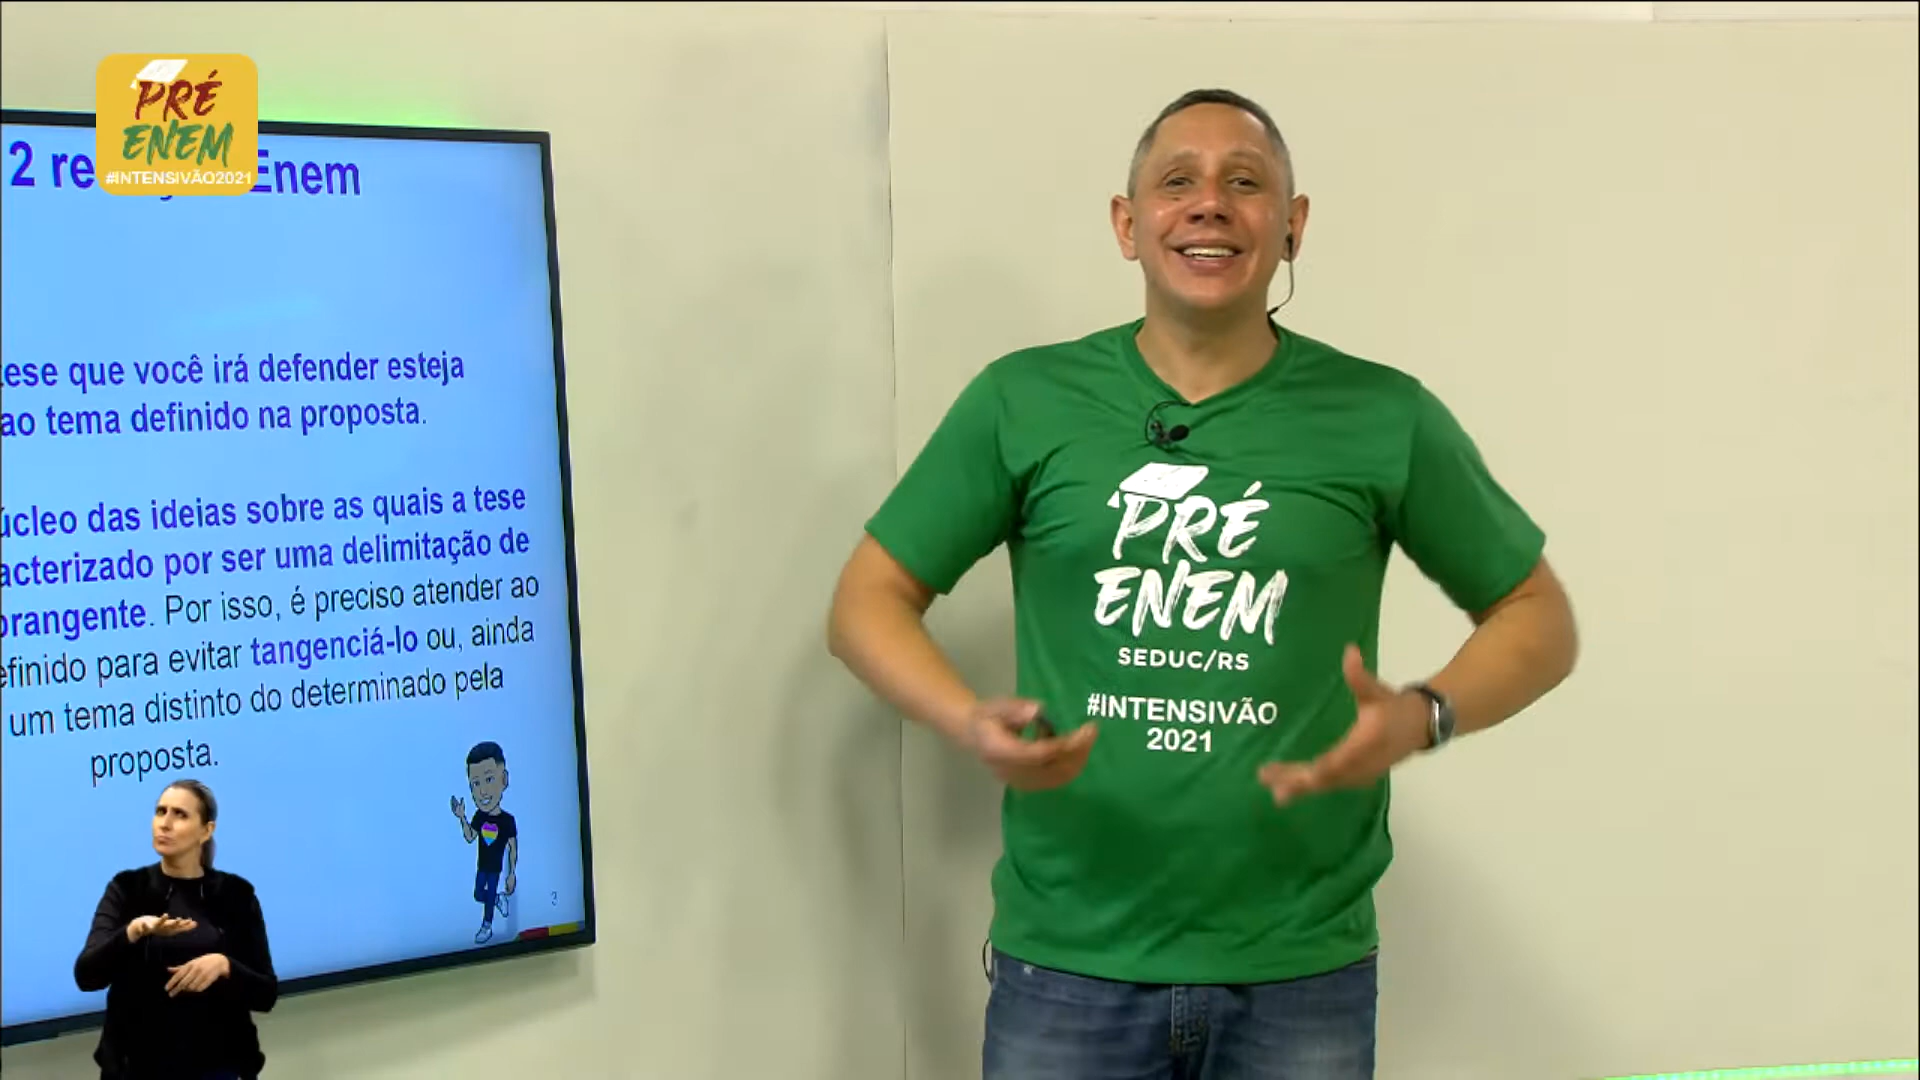 PRÉ
ENEM
#INTENSIVÃO2021
2 re Enem
ese que você irá defender esteja
ao tema definido na proposta.
úcleo das ideias sobre as quais a tese
acterizado por ser uma delimitação de
brangente. Por isso, é preciso atender ao
efinido para evitar tangenciá-lo ou, ainda
um tema distinto do determinado pela
proposta.
3
PRÉ
ENEM
SEDUC/RS
#INTENSIVÃO
2021